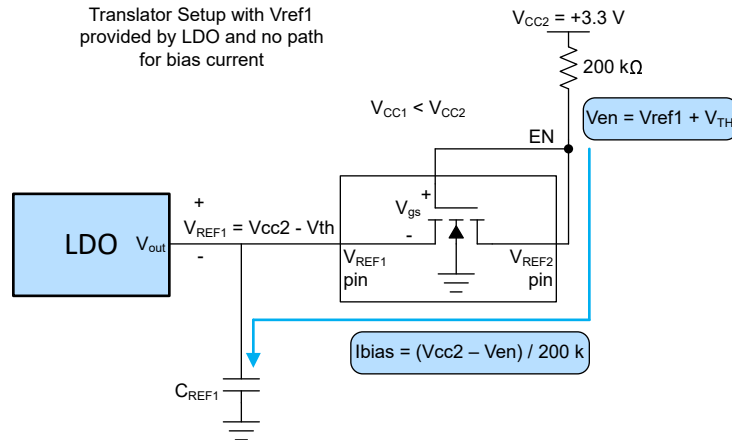 Translator Setup with Vref1
provided by LDO and no path
for bias current
VCC2 = +3.3 V
200 kΩ
VCC1 < VCC2
Ven = Vref1 + VTH
EN
+
Vgs
-
+
VREF1 = Vcc2 - Vth
-
LDO
Vout
VREF1
pin
VREF2
pin
Ibias = (Vcc2 – Ven) / 200 k
CREF1